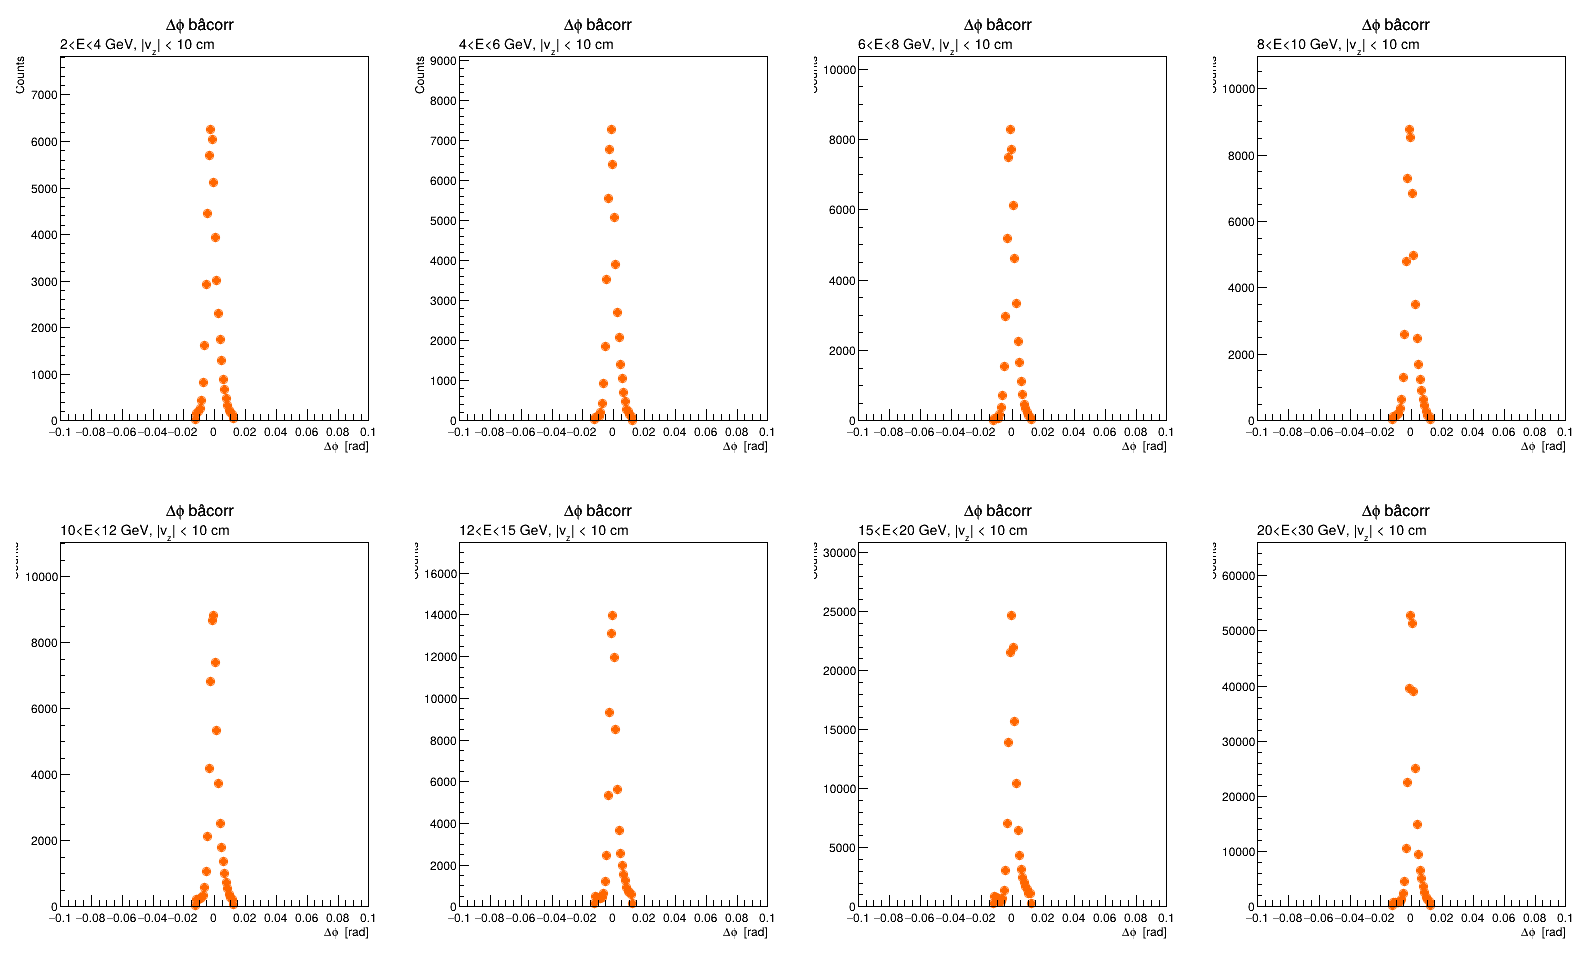 Δϕ bâcorr
2<E<4 GeV, |v_z| < 10 cm
Counts
7000
6000
5000
4000
3000
2000
1000
0
−0.1 −0.08 −0.06 −0.04 −0.02 0 0.02 0.04 0.06 0.08 0.1
Δϕ [rad]
Δϕ bâcorr
4<E<6 GeV, |v_z| < 10 cm
Counts
9000
8000
7000
6000
5000
4000
3000
2000
1000
0
−0.1 −0.08 −0.06 −0.04 −0.02 0 0.02 0.04 0.06 0.08 0.1
Δϕ [rad]
Δϕ bâcorr
6<E<8 GeV, |v_z| < 10 cm
Counts
10000
8000
6000
4000
2000
0
−0.1 −0.08 −0.06 −0.04 −0.02 0 0.02 0.04 0.06 0.08 0.1
Δϕ [rad]
Δϕ bâcorr
8<E<10 GeV, |v_z| < 10 cm
Counts
10000
8000
6000
4000
2000
0
−0.1 −0.08 −0.06 −0.04 −0.02 0 0.02 0.04 0.06 0.08 0.1
Δϕ [rad]
Δϕ bâcorr
10<E<12 GeV, |v_z| < 10 cm
Counts
10000
8000
6000
4000
2000
0
−0.1 −0.08 −0.06 −0.04 −0.02 0 0.02 0.04 0.06 0.08 0.1
Δϕ [rad]
Δϕ bâcorr
12<E<15 GeV, |v_z| < 10 cm
Counts
16000
14000
12000
10000
8000
6000
4000
2000
0
−0.1 −0.08 −0.06 −0.04 −0.02 0 0.02 0.04 0.06 0.08 0.1
Δϕ [rad]
Δϕ bâcorr
15<E<20 GeV, |v_z| < 10 cm
Counts
30000
25000
20000
15000
10000
5000
0
−0.1 −0.08 −0.06 −0.04 −0.02 0 0.02 0.04 0.06 0.08 0.1
Δϕ [rad]
Δϕ bâcorr
20<E<30 GeV, |v_z| < 10 cm
Counts
60000
50000
40000
30000
20000
10000
0
−0.1 −0.08 −0.06 −0.04 −0.02 0 0.02 0.04 0.06 0.08 0.1
Δϕ [rad]